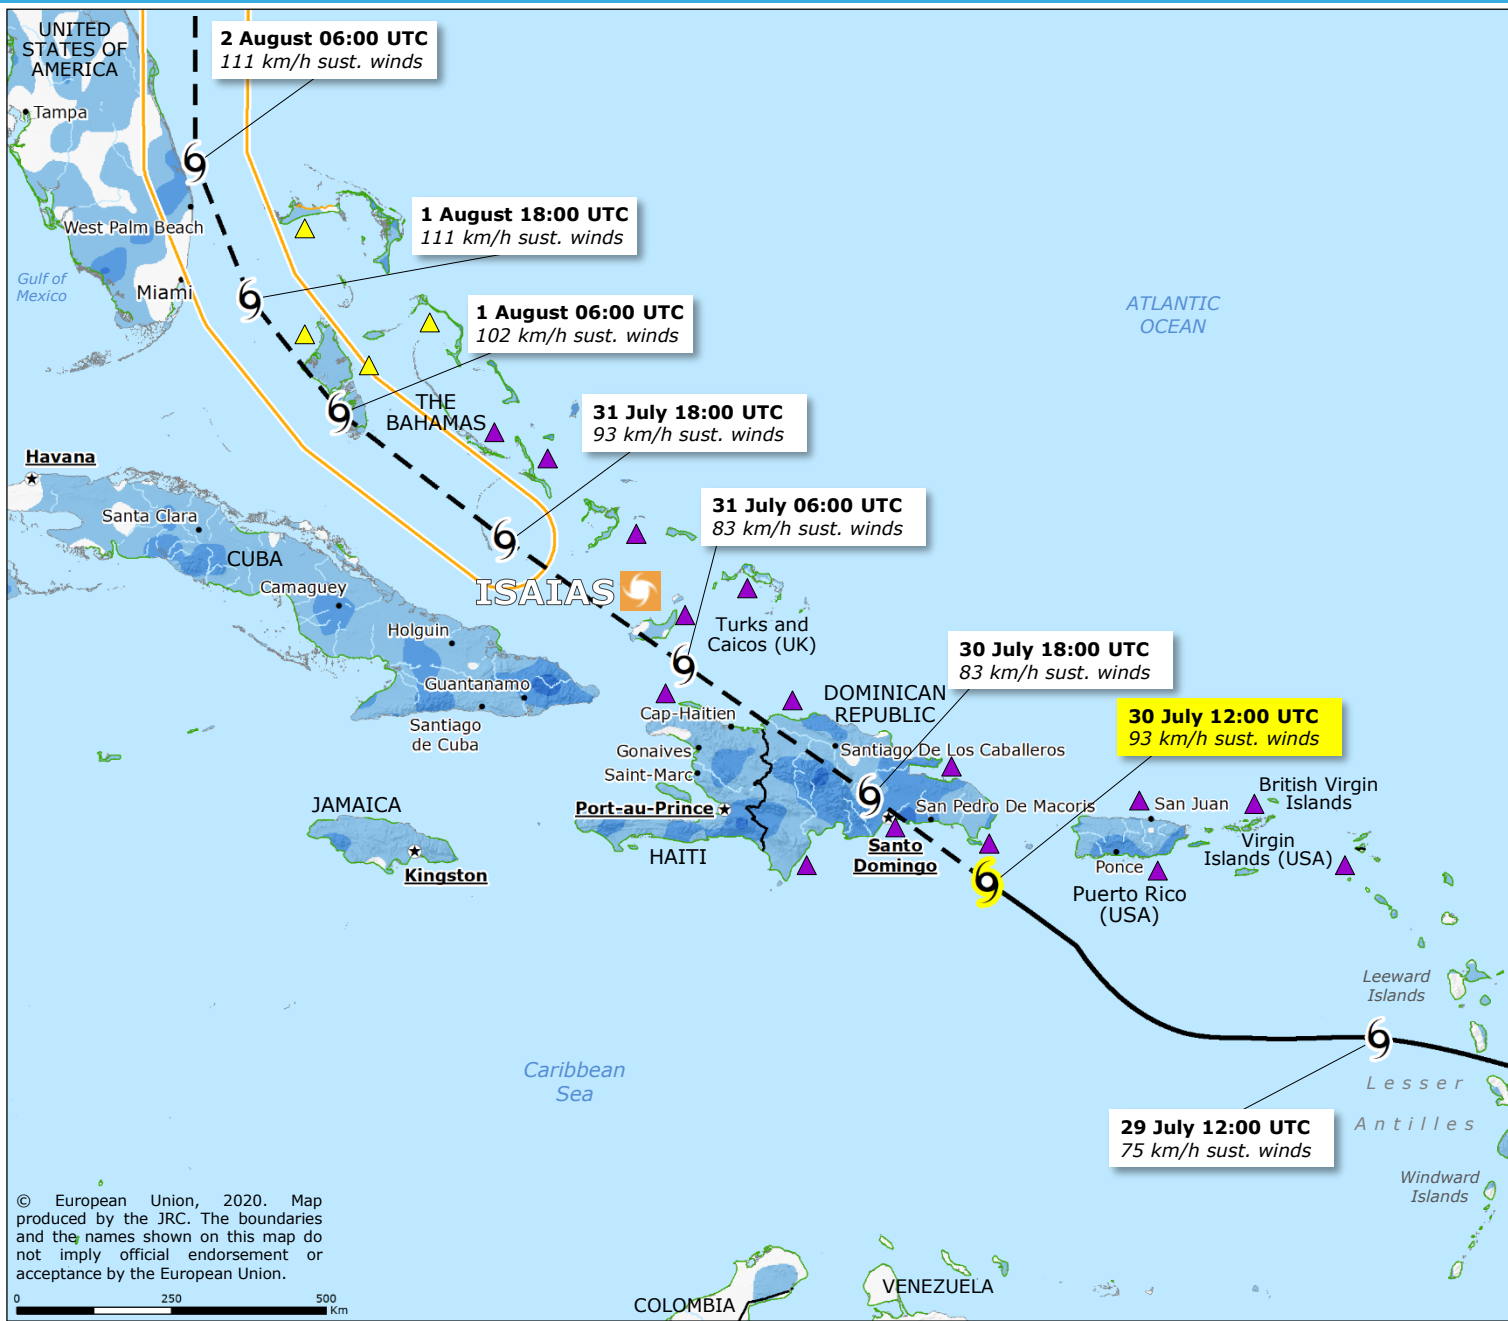 UNITED
STATES OF
AMERICA
2 August 06:00 UTC
111 km/h sust. winds
Tampa
1 August 18:00 UTC
111 km/h sust. winds
West Palm Beach
Gulf of
Mexico
Miami
1 August 06:00 UTC
102 km/h sust. winds
ATLANTIC
OCEAN
THE
BAHAMAS
31 July 18:00 UTC
93 km/h sust. winds
Havana
Santa Clara
CUBA
Camaguey
Holguin
Guantanamo
Santiago
de Cuba
31 July 06:00 UTC
83 km/h sust. winds
ISAIAS
Turks and
Caicos (UK)
30 July 18:00 UTC
83 km/h sust. winds
DOMINICAN
REPUBLIC
30 July 12:00 UTC
93 km/h sust. winds
Cap-Haitien
Gonaives
Saint-Marc
Port-au-Prince
HAITI
Santiago De Los Caballeros
San Pedro De Macoris
Santo
Domingo
JAMAICA
Kingston
San Juan
Ponce
Puerto Rico
(USA)
British Virgin
Islands
Virgin
Islands (USA)
Leeward
Islands
Caribbean
Sea
Lesser
Antilles
29 July 12:00 UTC
75 km/h sust. winds
Windward
Islands
© European Union, 2020. Map
produced by the JRC. The boundaries
and the names shown on this map do
not imply official endorsement or
acceptance by the European Union.
0 250 500
Km
COLOMBIA
VENEZUELA